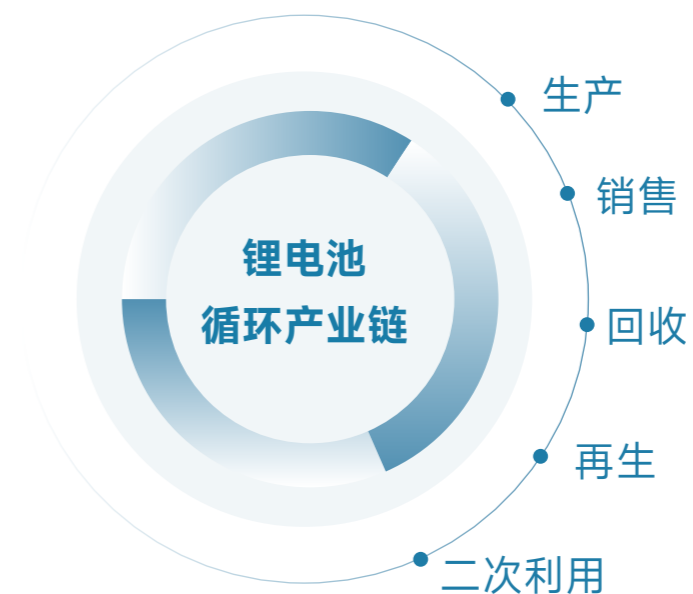 锂电池
循环产业链
生产
销售
回收
再生
二次利用